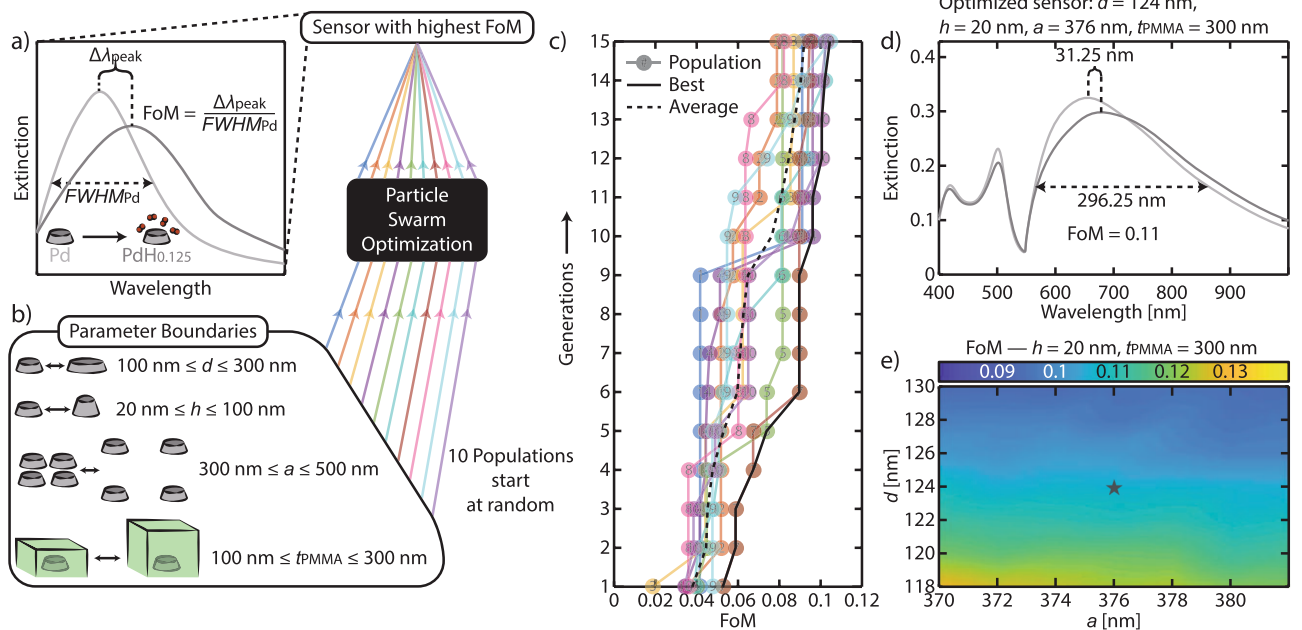 Sensor with highest FoM
a)
Δλpeak
FoM = Δλpeak
FWHMPd
FWHMPd
Pd
PdH0.125
Extinction
Wavelength
Particle
Swarm
Optimization
b)
Parameter Boundaries
100 nm ≤ d ≤ 300 nm
20 nm ≤ h ≤ 100 nm
300 nm ≤ a ≤ 500 nm
100 nm ≤ tPMMA ≤ 300 nm
10 Populations
start
at random
c)
Population
Best
Average
Generations
15
14
13
12
11
10
9
8
7
6
5
4
3
2
1
0 0.02 0.04 0.06 0.08 0.1 0.12
FoM
Optimized sensor: d = 124 nm,
h = 20 nm, a = 376 nm, tPMMA = 300 nm
d)
31.25 nm
296.25 nm
FoM = 0.11
Extinction
0.4
0.3
0.2
0.1
0
400 500 600 700 800 900
Wavelength [nm]
e)
FoM — h = 20 nm, tPMMA = 300 nm
0.09 0.1 0.11 0.12 0.13
130
128
126
124
122
120
118
d [nm]
370 372 374 376 378 380
a [nm]